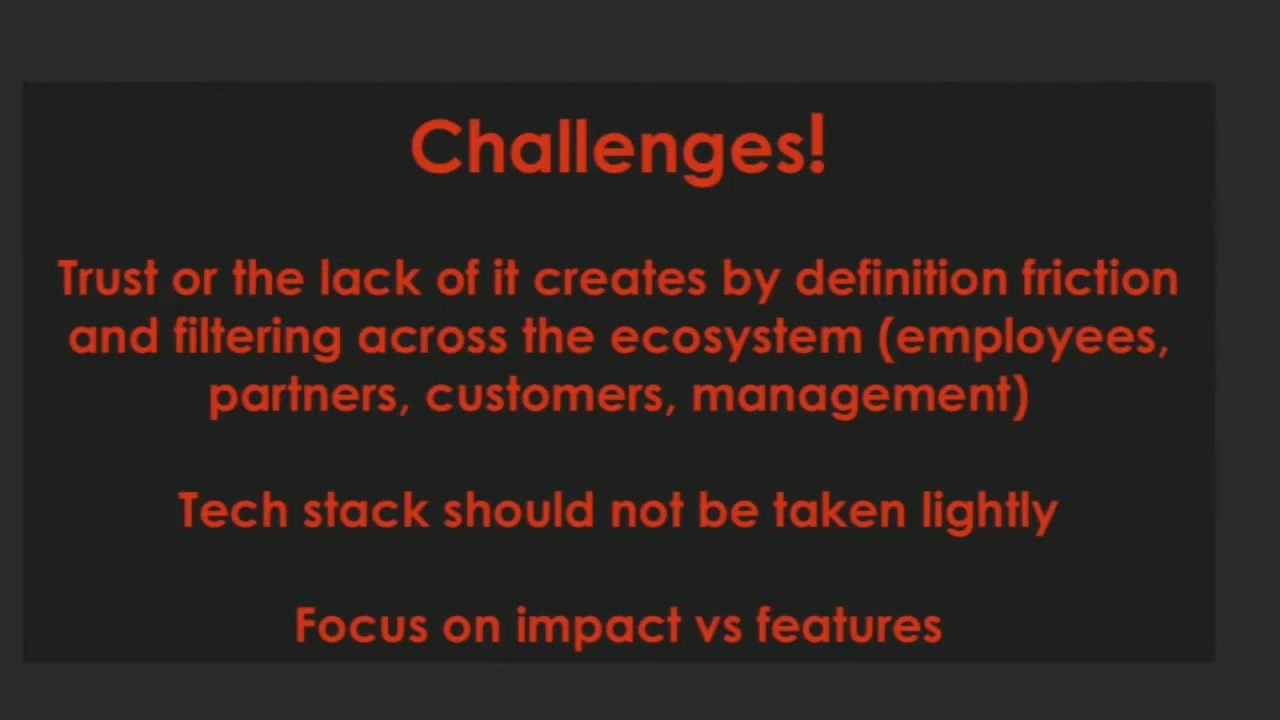 Challenges!
Trust or the lack of it creates by definition friction
and filtering across the ecosystem (employees,
partners, customers, management)
Tech stack should not be taken lightly
Focus on impact vs features